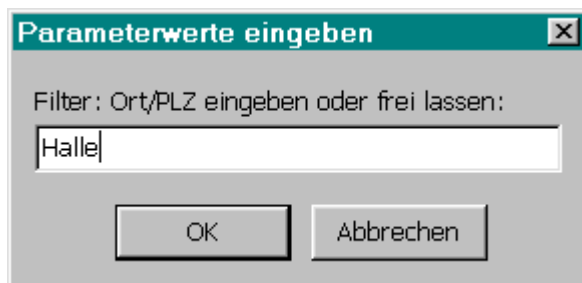 Parameterwerte eingeben
Filter: Ort/PLZ eingeben oder frei lassen:
Halle
OK Abbrechen